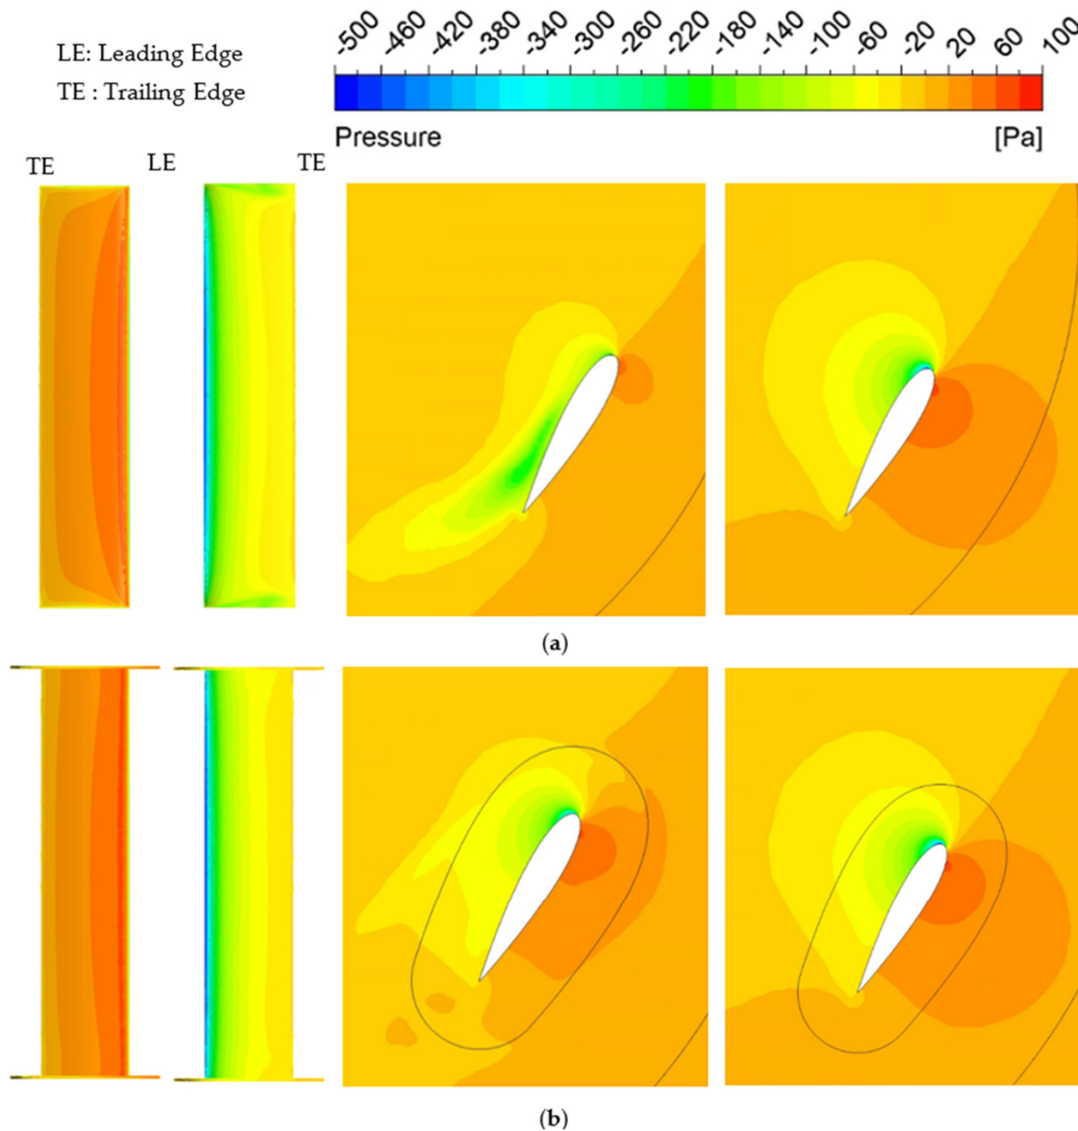 -500 -460 -420 -380 -340 -300 -260 -220 -180 -140 -100 -60 -20 20 60 100
LE: Leading Edge
TE : Trailing Edge
Pressure [Pa]
TE LE TE
(a)
(b)